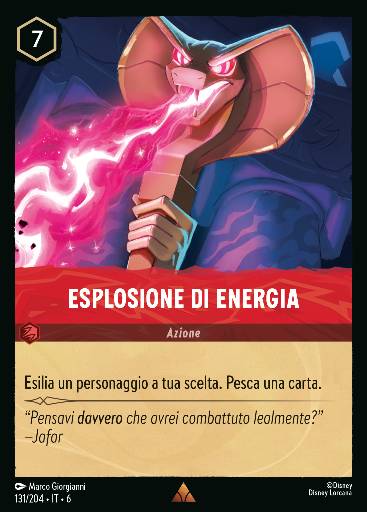 7
ESPLOSIONE DI ENERGIA
Azione
Esilia un personaggio a tua scelta. Pesca una carta.
“Pensavi davvero che avrei combattuto lealmente?”
–Jafar
Marco Giorgianni
131/204 • IT • 6
©Disney
Disney Lorcana